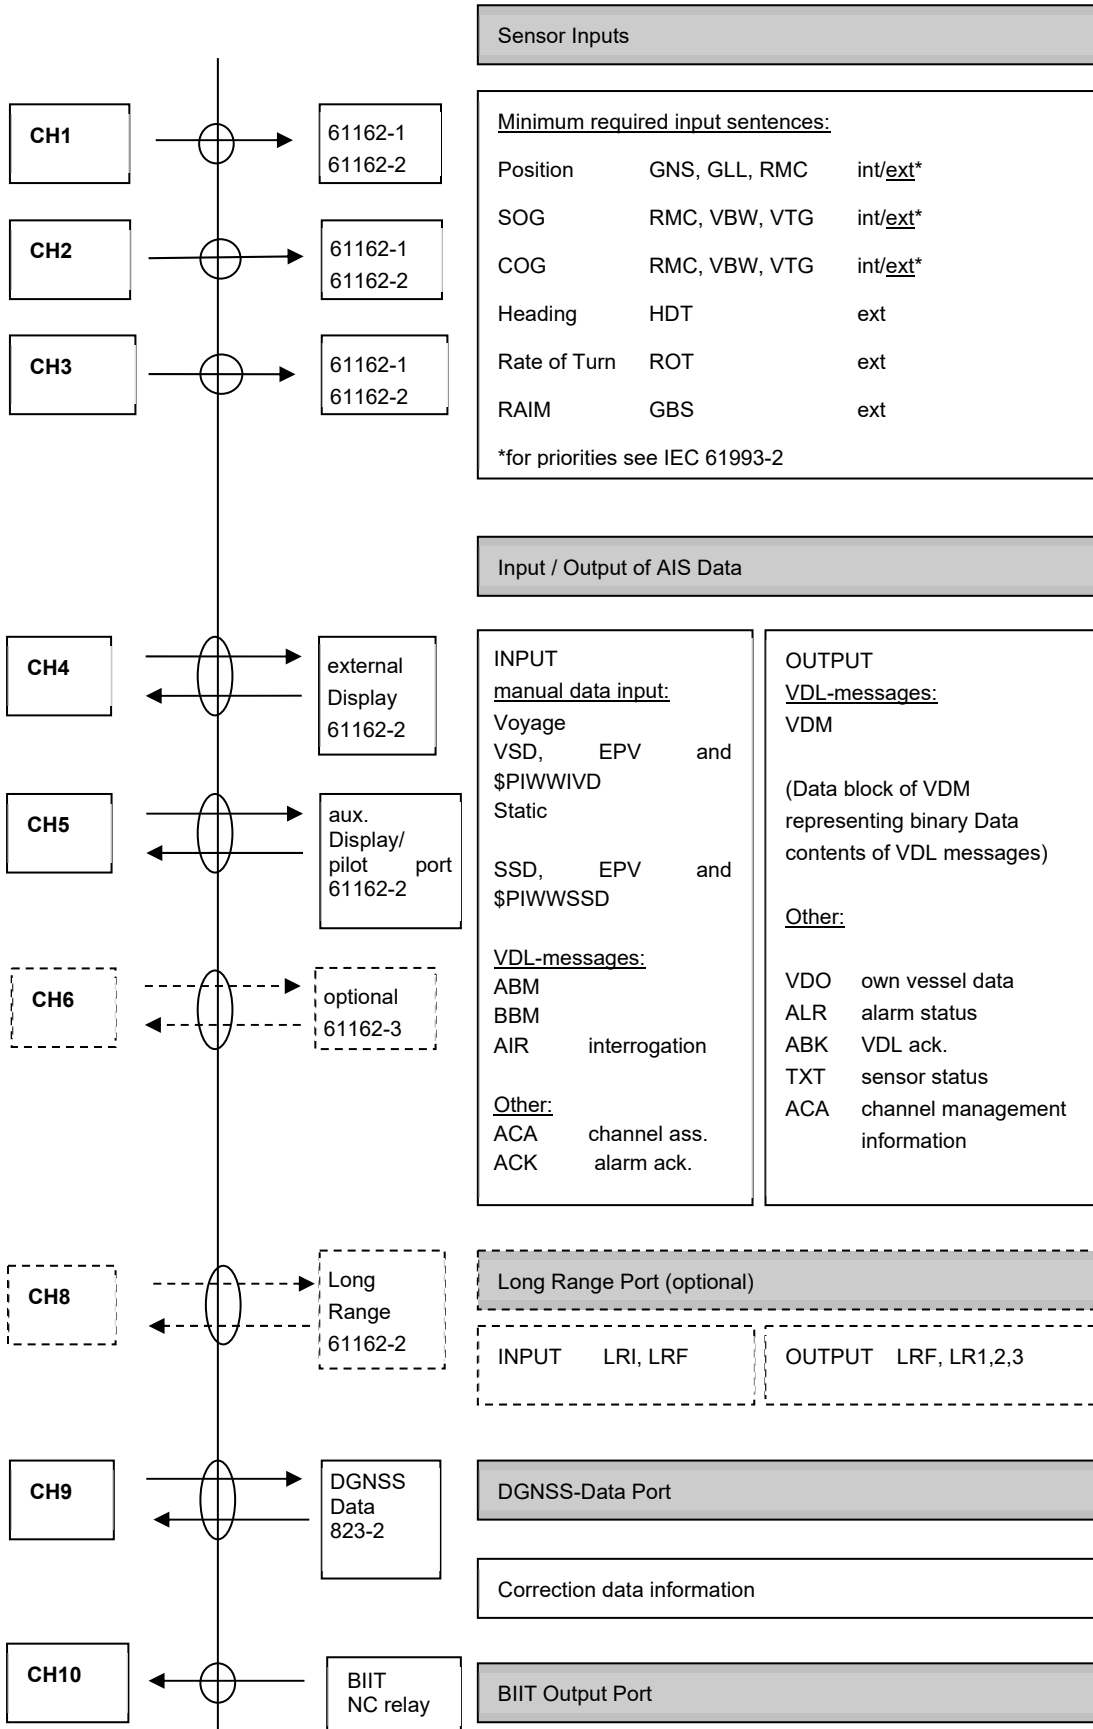 Sensor Inputs
CH1
61162-1
61162-2
CH2
61162-1
61162-2
CH3
61162-1
61162-2
Minimum required input sentences:
Position GNS, GLL, RMC int/ext*
SOG RMC, VBW, VTG int/ext*
COG RMC, VBW, VTG int/ext*
Heading HDT ext
Rate of Turn ROT ext
RAIM GBS ext
*for priorities see IEC 61993-2
Input / Output of AIS Data
CH4
external
Display
61162-2
CH5
aux.
Display/
pilot port
61162-2
CH6
optional
61162-3
INPUT
manual data input:
Voyage
VSD, EPV and
$PIWWIVD
Static
SSD, EPV and
$PIWWSSD
VDL-messages:
ABM
BBM
AIR interrogation
Other:
ACA channel ass.
ACK alarm ack.
OUTPUT
VDL-messages:
VDM
(Data block of VDM
representing binary Data
contents of VDL messages)
Other:
VDO own vessel data
ALR alarm status
ABK VDL ack.
TXT sensor status
ACA channel management
information
CH8
Long
Range
61162-2
Long Range Port (optional)
INPUT LRI, LRF
OUTPUT LRF, LR1,2,3
CH9
DGNSS
Data
823-2
DGNSS-Data Port
Correction data information
CH10
BIIT
NC relay
BIIT Output Port